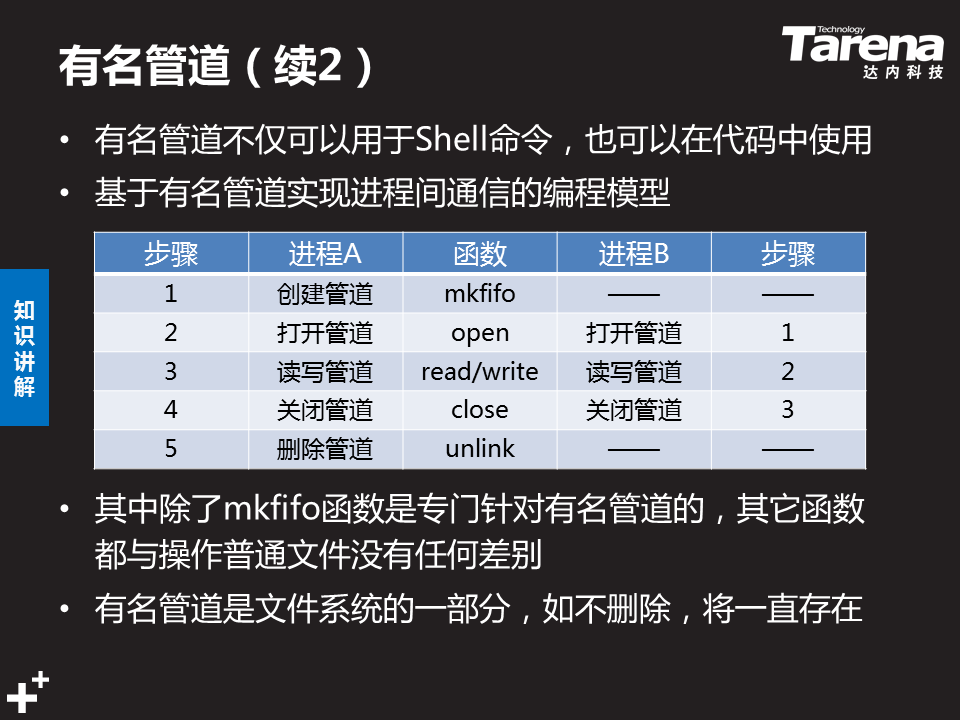 有名管道（续2）
Technology
Tarena
达内科技
• 有名管道不仅可以用于Shell命令，也可以在代码中使用
• 基于有名管道实现进程间通信的编程模型
步骤 进程A 函数 进程B 步骤
1 创建管道 mkfifo —— ——
2 打开管道 open 打开管道 1
3 读写管道 read/write 读写管道 2
4 关闭管道 close 关闭管道 3
5 删除管道 unlink —— ——
知
识
讲
解
• 其中除了mkfifo函数是专门针对有名管道的，其它函数
都与操作普通文件没有任何差别
• 有名管道是文件系统的一部分，如不删除，将一直存在